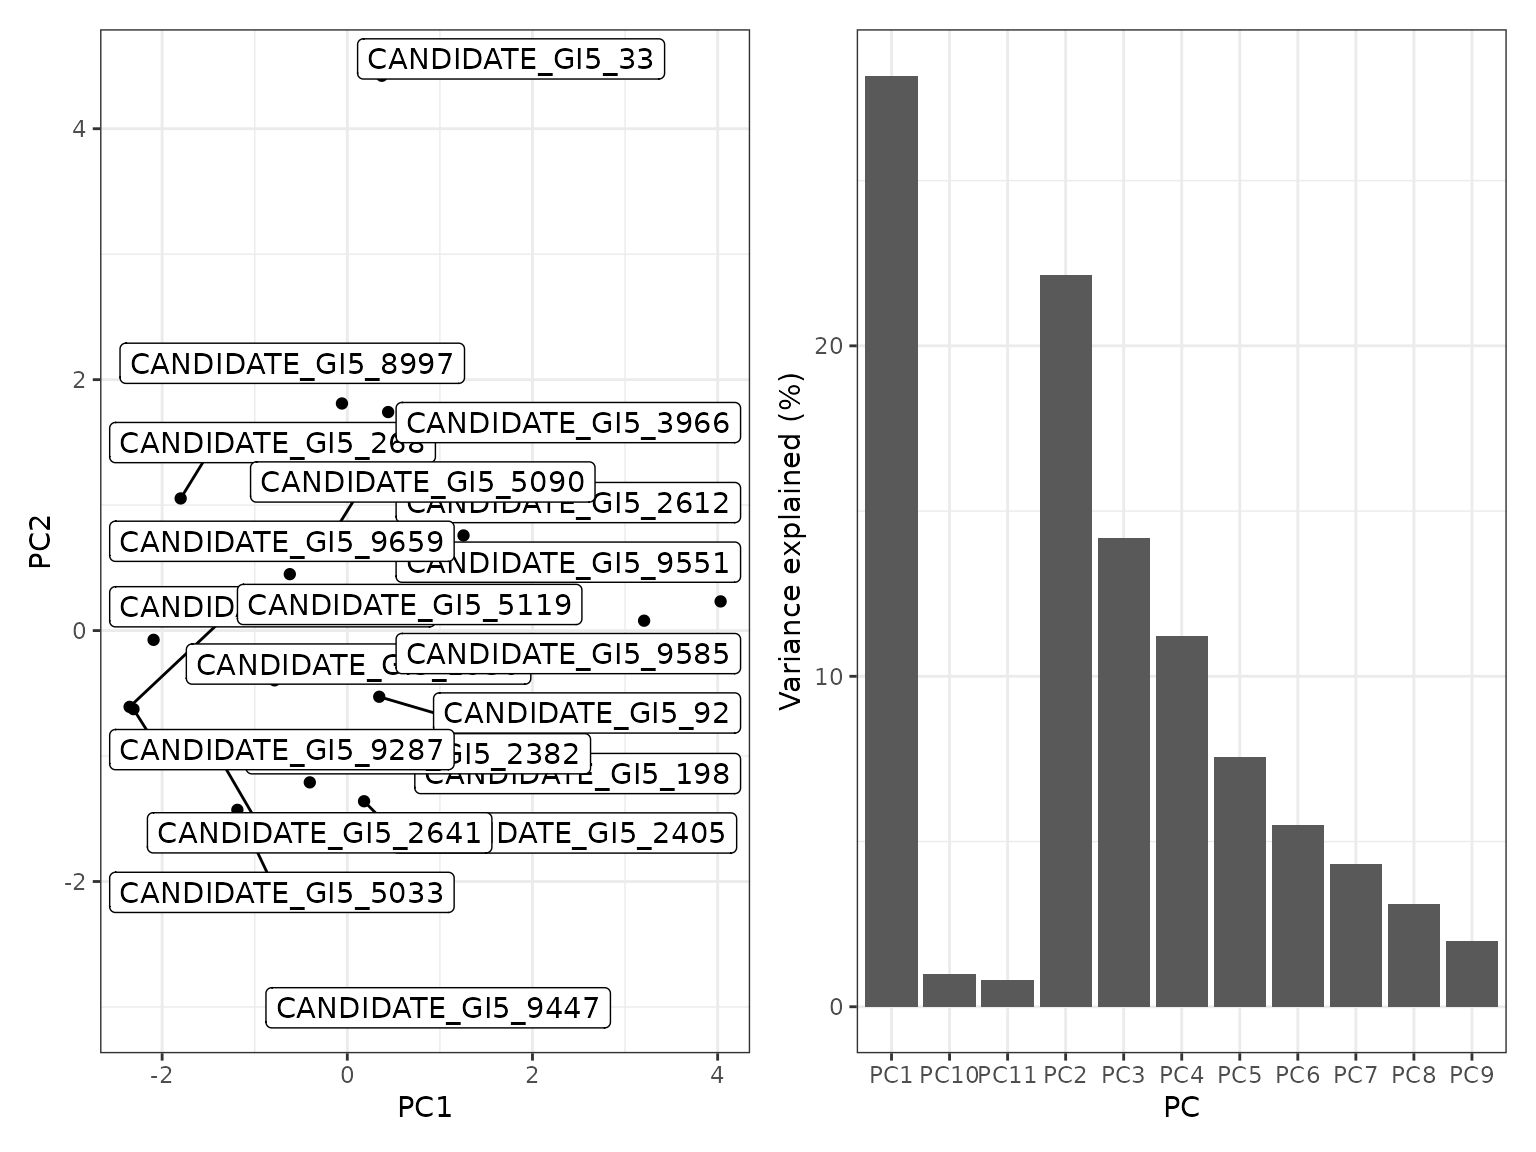 CANDIDATE_GI5_33
CANDIDATE_GI5_8997
CANDIDATE_GI5_3966
CANDIDATE_GI5_268
CANDIDATE_GI5_5090
CANDIDATE_GI5_2612
CANDIDATE_GI5_9659
CANDIDATE_GI5_9551
CANDIDATE_GI5_5119
CANDIDATE_GI5_9585
CANDIDATE_GI5_92
CANDIDATE_GI5_9287
GI5_2382
CANDIDATE_GI5_198
CANDIDATE_GI5_2641
DATE_GI5_2405
CANDIDATE_GI5_5033
CANDIDATE_GI5_9447
4
2
0
-2
PC2
-2 0 2 4
PC1
20
10
0
Variance explained (%)
PC1 PC10 PC11 PC2 PC3 PC4 PC5 PC6 PC7 PC8 PC9
PC